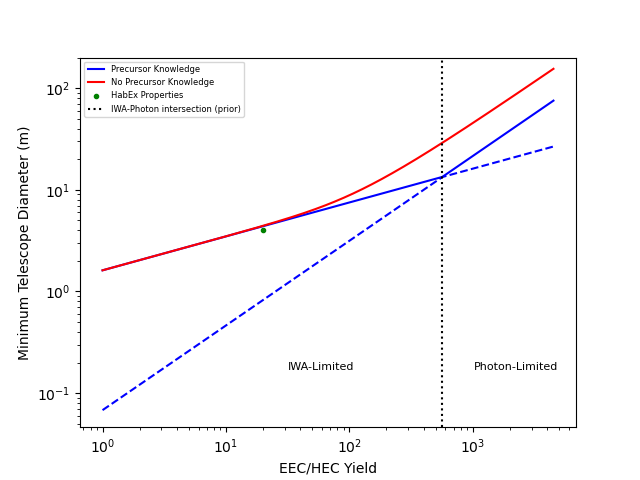 Precursor Knowledge
No Precursor Knowledge
HabEx Properties
IWA-Photon intersection (prior)
10²
10¹
10⁰
10⁻¹
Minimum Telescope Diameter (m)
IWA-Limited
Photon-Limited
10⁰
10¹
10²
10³
EEC/HEC Yield